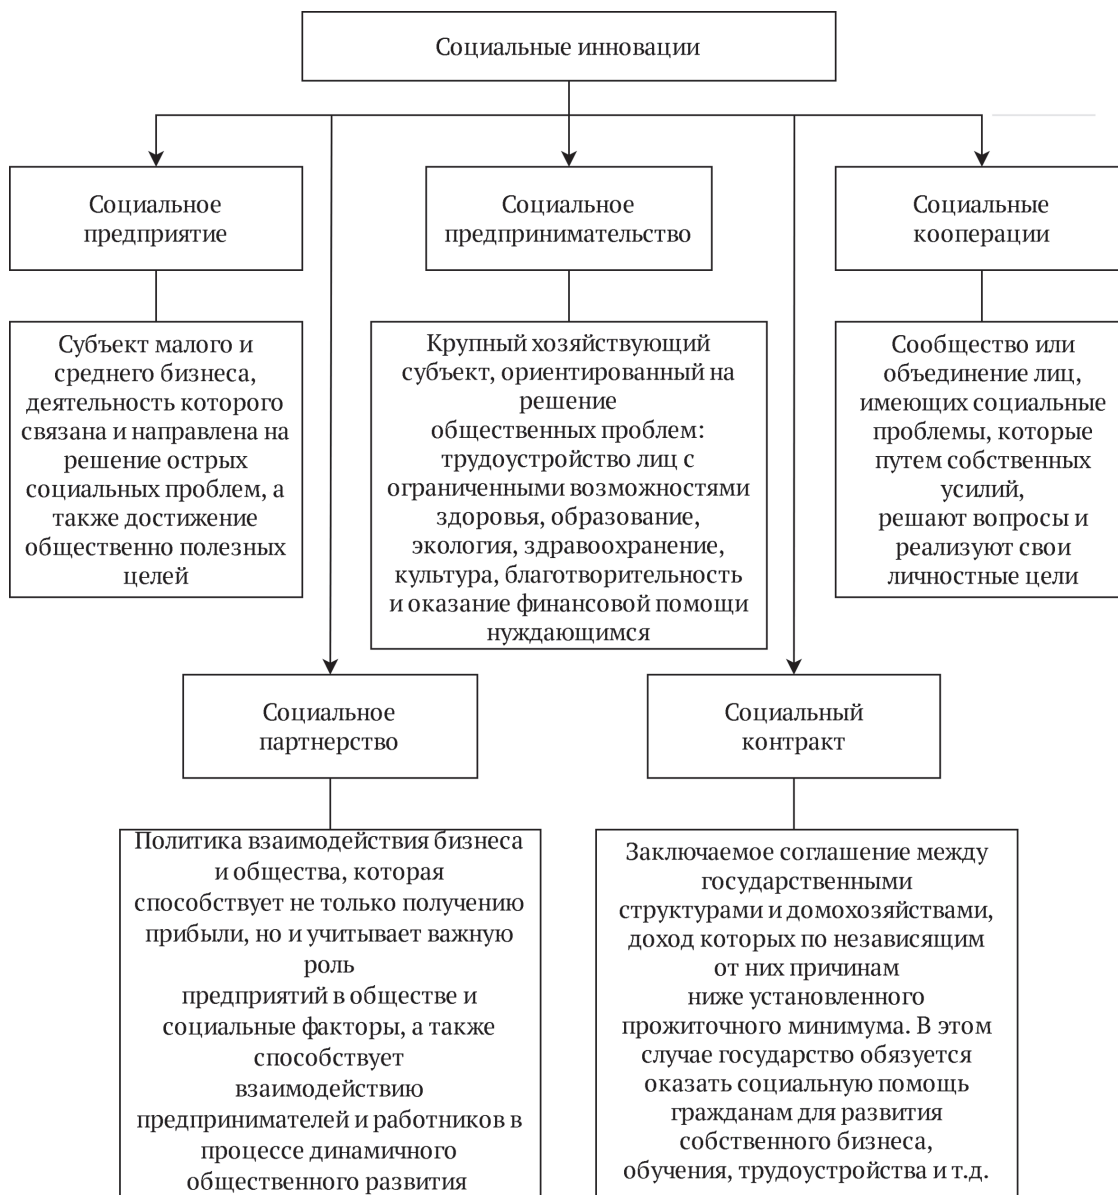 Социальные инновации
Социальное
предприятие
Социальное
предпринимательство
Социальные
кооперации
Субъект малого и
среднего бизнеса,
деятельность которого
связана и направлена на
решение острых
социальных проблем, а
также достижение
общественно полезных
целей
Крупный хозяйствующий
субъект, ориентированный на
решение
общественных проблем:
трудоустройство лиц с
ограниченными возможностями
здоровья, образование,
экология, здравоохранение,
культура, благотворительность
и оказание финансовой помощи
нуждающимся
Сообщество или
объединение лиц,
имеющих социальные
проблемы, которые
путем собственных
усилий,
решают вопросы и
реализуют свои
личностные цели
Социальное
партнерство
Социальный
контракт
Политика взаимодействия бизнеса
и общества, которая
способствует не только получению
прибыли, но и учитывает важную
роль
предприятий в обществе и
социальные факторы, а также
способствует
взаимодействию
предпринимателей и работников в
процессе динамичного
общественного развития
Заключаемое соглашение между
государственными
структурами и домохозяйствами,
доход которых по независящим
от них причинам
ниже установленного
прожиточного минимума. В этом
случае государство обязуется
оказать социальную помощь
гражданам для развития
собственного бизнеса,
обучения, трудоустройства и т.д.